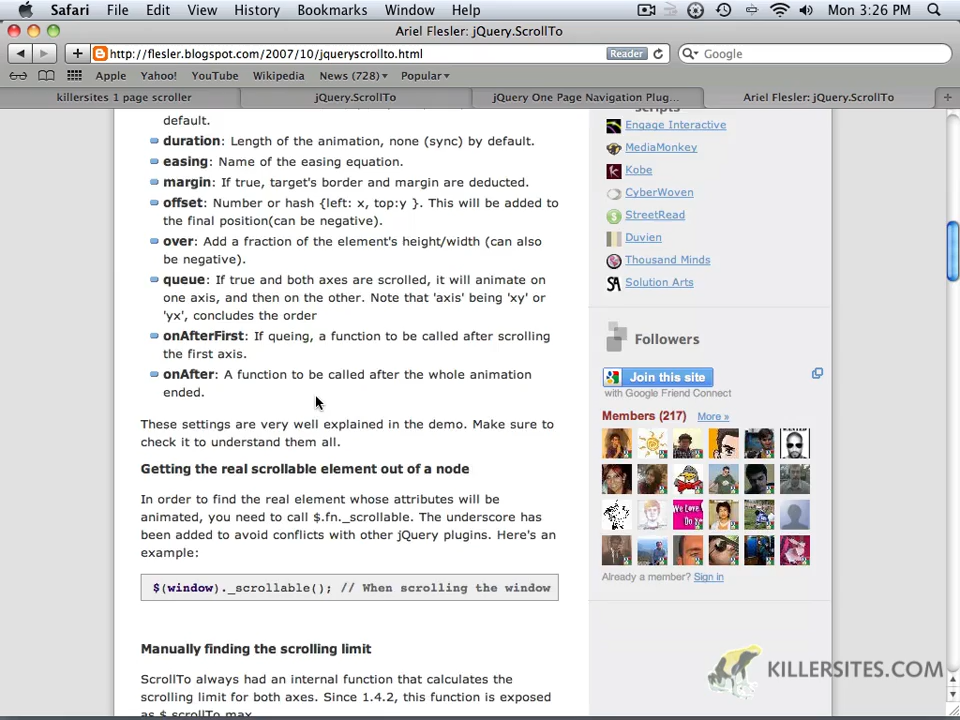 Safari File Edit View History Bookmarks Window Help Mon 3:26 PM
Ariel Flesler: jQuery.ScrollTo
http://flesler.blogspot.com/2007/10/jqueryscrollto.html Reader Google
Apple Yahoo! YouTube Wikipedia News (728) Popular
killersites 1 page scroller jQuery.ScrollTo jQuery One Page Navigation Plug... Ariel Flesler: jQuery.ScrollTo
default.
duration: Length of the animation, none (sync) by default.
easing: Name of the easing equation.
margin: If true, target's border and margin are deducted.
offset: Number or hash {left: x, top:y }. This will be added to
the final position(can be negative).
over: Add a fraction of the element's height/width (can also
be negative).
queue: If true and both axes are scrolled, it will animate on
one axis, and then on the other. Note that 'axis' being 'xy' or
'yx', concludes the order
onAfterFirst: If queing, a function to be called after scrolling
the first axis.
onAfter: A function to be called after the whole animation
ended.
These settings are very well explained in the demo. Make sure to
check it to understand them all.
Getting the real scrollable element out of a node
In order to find the real element whose attributes will be
animated, you need to call $.fn._scrollable. The underscore has
been added to avoid conflicts with other jQuery plugins. Here's an
example:
$(window)._scrollable(); // When scrolling the window
Manually finding the scrolling limit
ScrollTo always had an internal function that calculates the
scrolling limit for both axes. Since 1.4.2, this function is exposed
as $.scrollTo.max
scripts
Engage Interactive
MediaMonkey
Kobe
CyberWoven
StreetRead
Duvien
Thousand Minds
Solution Arts
Followers
Join this site
with Google Friend Connect
Members (217) More »
Already a member? Sign in
KILLERSITES.COM